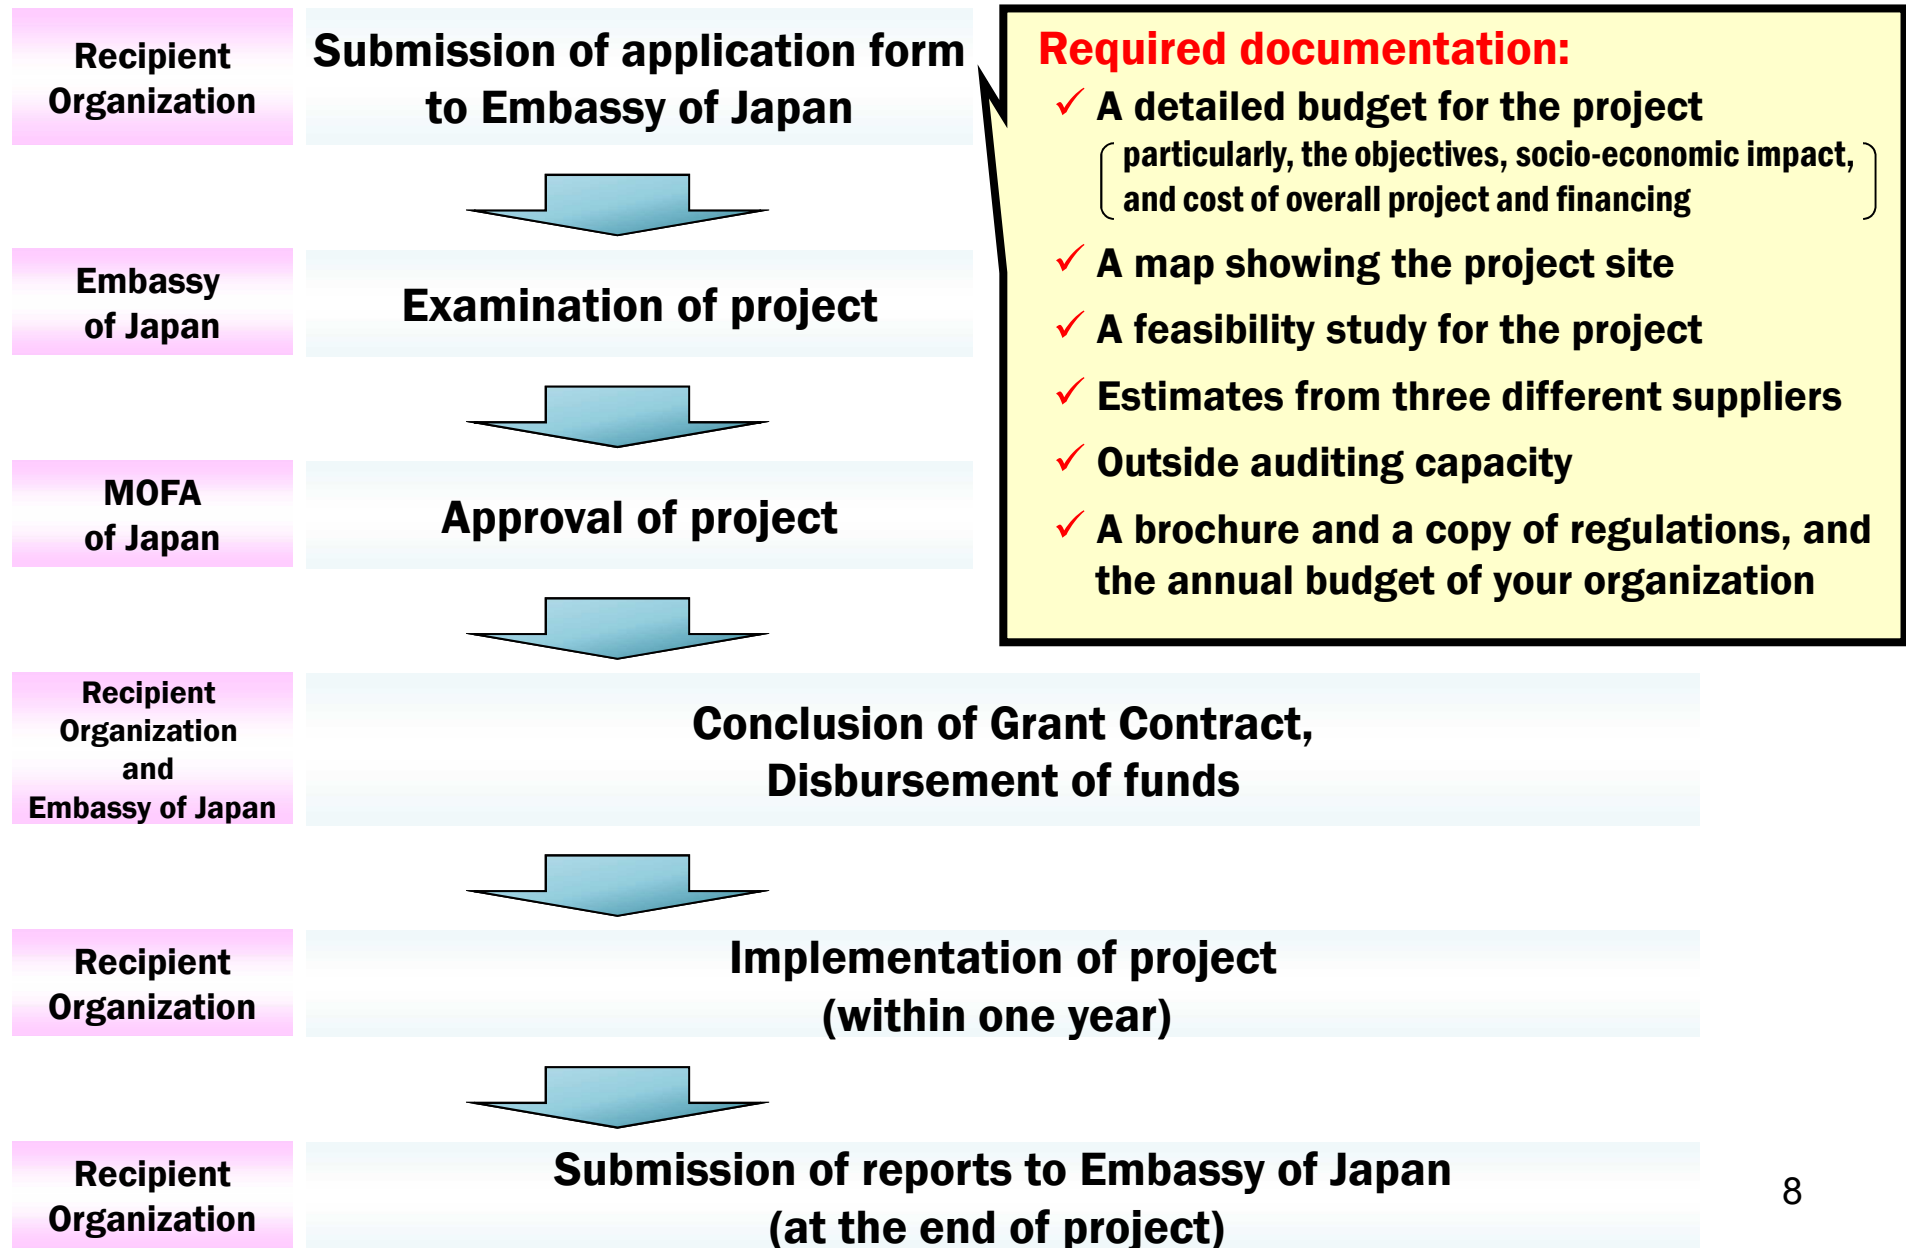 Recipient
Organization
Submission of application form
to Embassy of Japan
Required documentation:
✓ A detailed budget for the project
particularly, the objectives, socio-economic impact,
and cost of overall project and financing
✓ A map showing the project site
✓ A feasibility study for the project
✓ Estimates from three different suppliers
✓ Outside auditing capacity
✓ A brochure and a copy of regulations, and
the annual budget of your organization
Embassy
of Japan
Examination of project
MOFA
of Japan
Approval of project
Recipient
Organization
and
Embassy of Japan
Conclusion of Grant Contract,
Disbursement of funds
Recipient
Organization
Implementation of project
(within one year)
Recipient
Organization
Submission of reports to Embassy of Japan
(at the end of project)
8